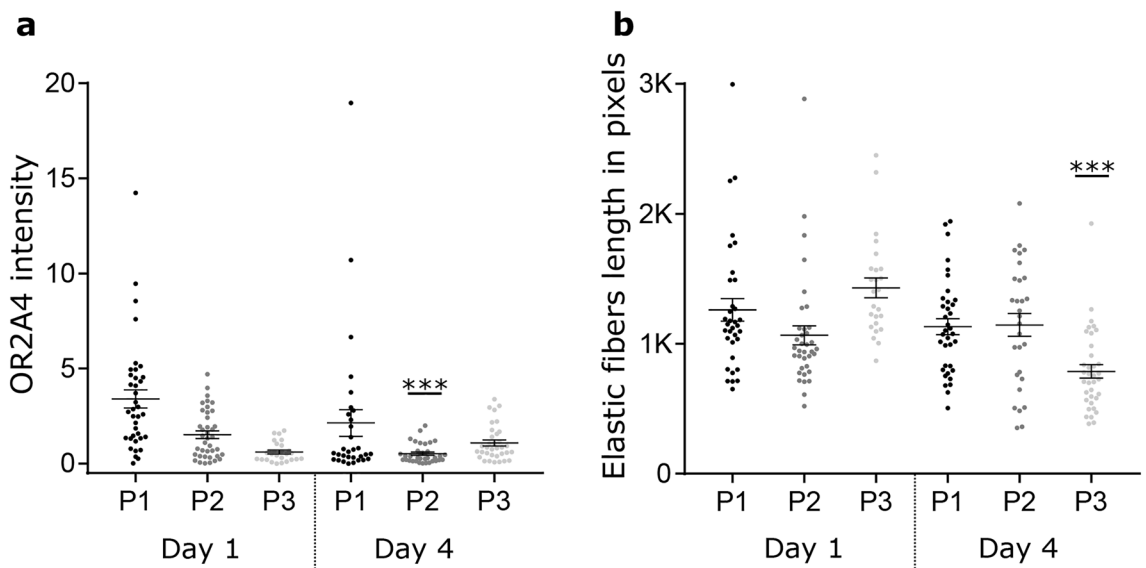 a
OR2A4 intensity
20
15
10
5
0
***
P1 P2 P3 P1 P2 P3
Day 1 Day 4
b
Elastic fibers length in pixels
3K
2K
1K
0
***
P1 P2 P3 P1 P2 P3
Day 1 Day 4